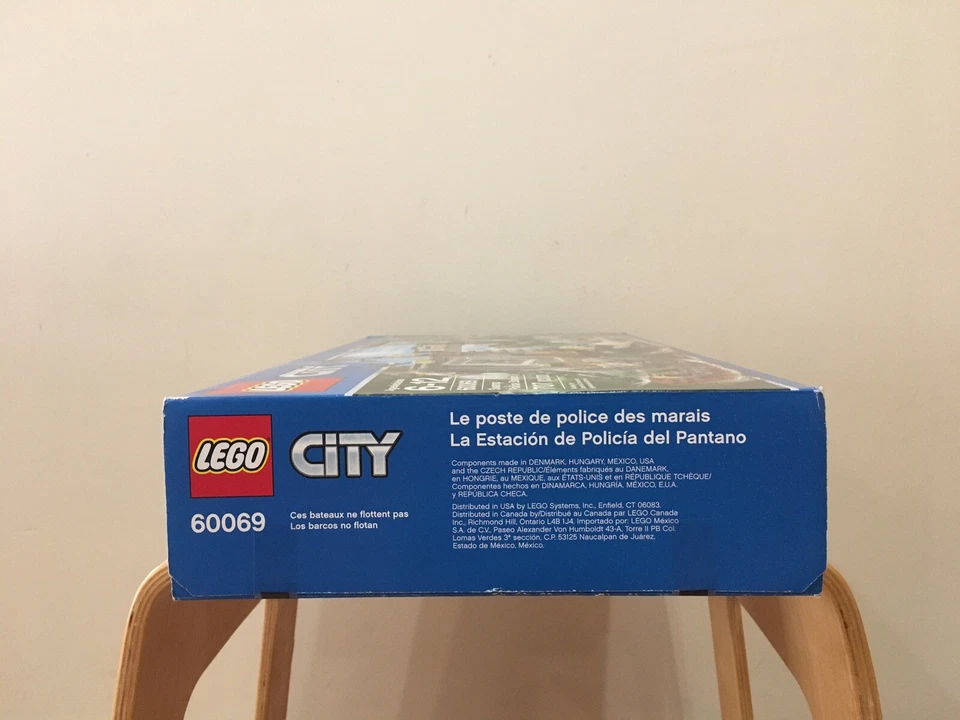 LEGO
CITY
6-12
60069
LEGO
CITY
60069
Ces bateaux ne flottent pas
Los barcos no flotan
Le poste de police des marais
La Estación de Policía del Pantano
Components made in DENMARK, HUNGARY, MEXICO, USA
and the CZECH REPUBLIC/Éléments fabriqués au DANEMARK,
en HONGRIE, au MEXIQUE, aux ÉTATS-UNIS et en RÉPUBLIQUE TCHÈQUE/
Componentes hechos en DINAMARCA, HUNGRÍA, MÉXICO, E.U.A.
y REPÚBLICA CHECA.
Distributed in USA by LEGO Systems, Inc., Enfield, CT 06083.
Distributed in Canada by/Distribué au Canada par LEGO Canada
Inc., Richmond Hill, Ontario L4B 1J4. Importado por: LEGO México
S.A. de C.V., Paseo Alexander Von Humboldt 43-A, Torre II PB Col.
Lomas Verdes 3ª sección, C.P. 53125 Naucalpan de Juárez,
Estado de México, México.